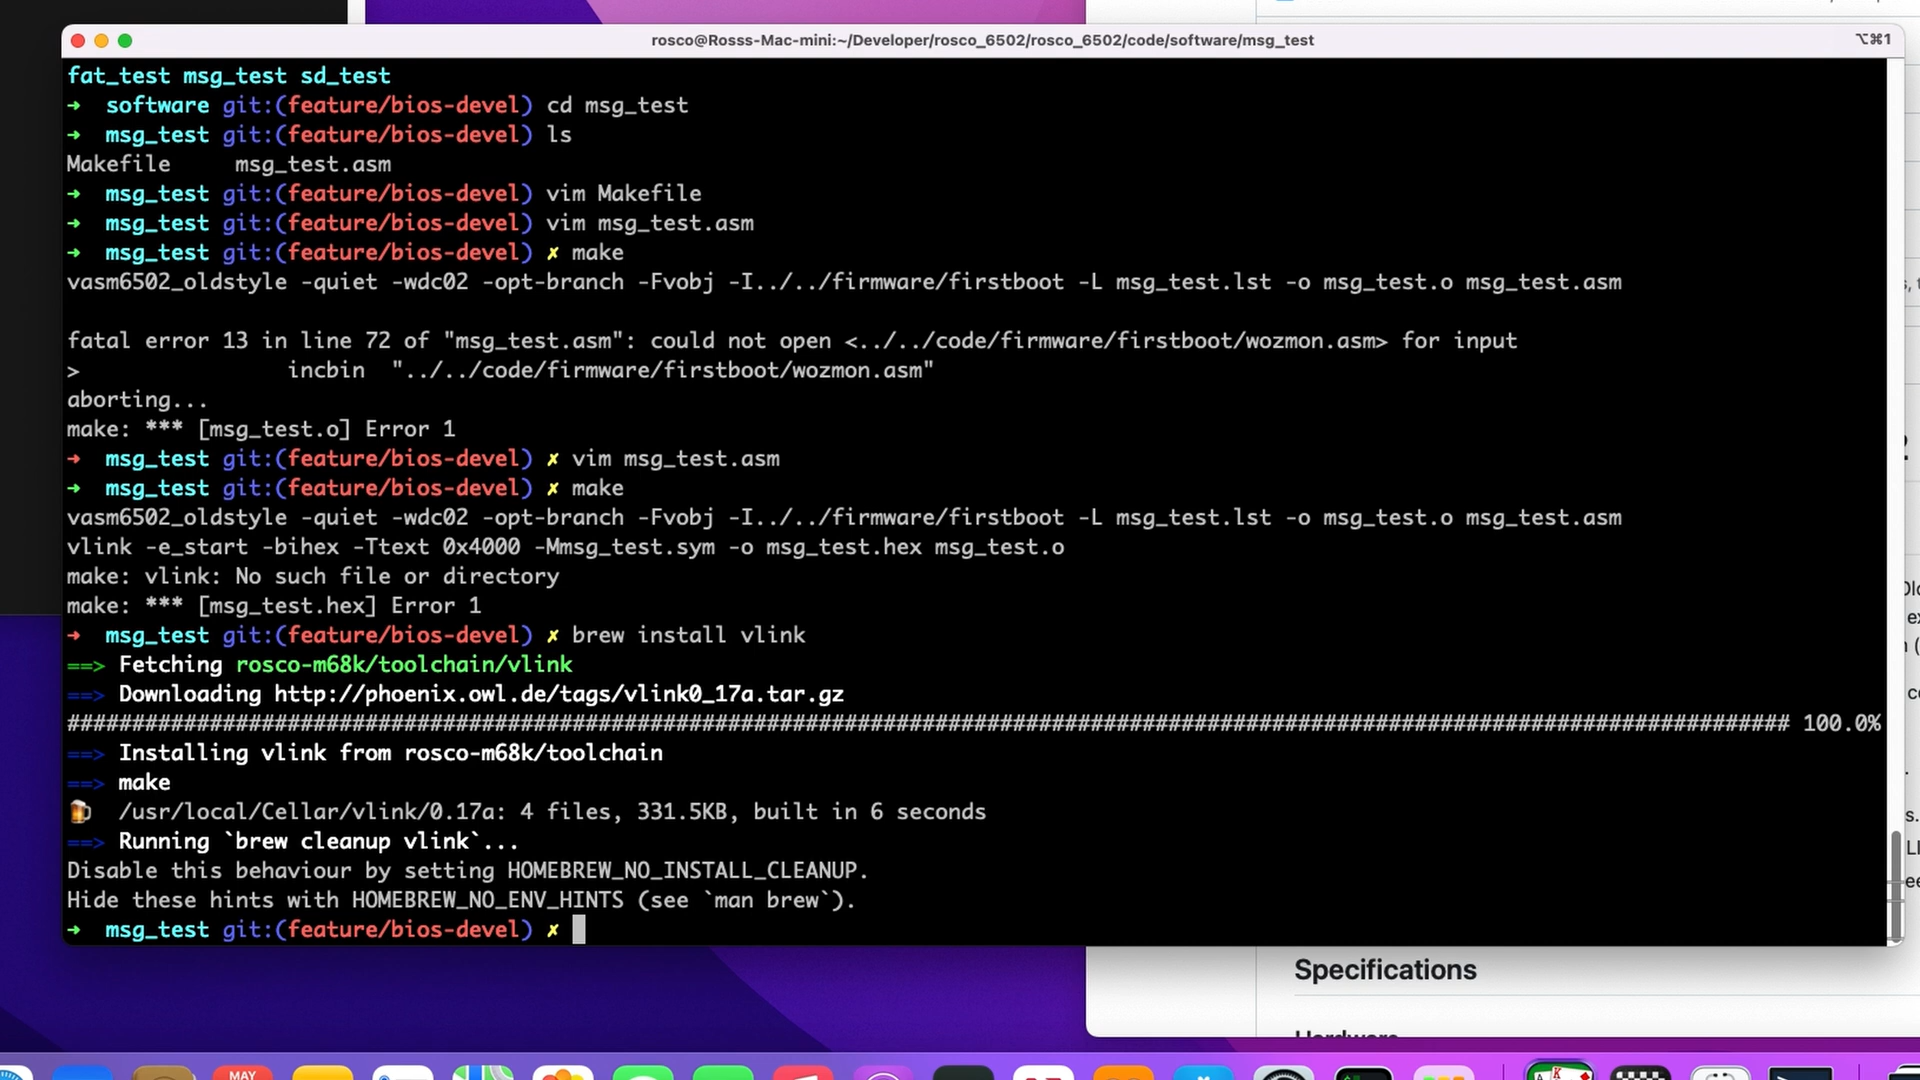 rosco@Rosss-Mac-mini:~/Developer/rosco_6502/rosco_6502/code/software/msg_test
⌥⌘1
fat_test msg_test sd_test
➜  software git:(feature/bios-devel) cd msg_test
➜  msg_test git:(feature/bios-devel) ls
Makefile     msg_test.asm
➜  msg_test git:(feature/bios-devel) vim Makefile
➜  msg_test git:(feature/bios-devel) vim msg_test.asm
➜  msg_test git:(feature/bios-devel) ✗ make
vasm6502_oldstyle -quiet -wdc02 -opt-branch -Fvobj -I../../firmware/firstboot -L msg_test.lst -o msg_test.o msg_test.asm
fatal error 13 in line 72 of "msg_test.asm": could not open <../../code/firmware/firstboot/wozmon.asm> for input
>                incbin  "../../code/firmware/firstboot/wozmon.asm"
aborting...
make: *** [msg_test.o] Error 1
➜  msg_test git:(feature/bios-devel) ✗ vim msg_test.asm
➜  msg_test git:(feature/bios-devel) ✗ make
vasm6502_oldstyle -quiet -wdc02 -opt-branch -Fvobj -I../../firmware/firstboot -L msg_test.lst -o msg_test.o msg_test.asm
vlink -e_start -bihex -Ttext 0x4000 -Mmsg_test.sym -o msg_test.hex msg_test.o
make: vlink: No such file or directory
make: *** [msg_test.hex] Error 1
➜  msg_test git:(feature/bios-devel) ✗ brew install vlink
==> Fetching rosco-m68k/toolchain/vlink
==> Downloading http://phoenix.owl.de/tags/vlink0_17a.tar.gz
##################################################################################################################################### 100.0%
==> Installing vlink from rosco-m68k/toolchain
==> make
🍺  /usr/local/Cellar/vlink/0.17a: 4 files, 331.5KB, built in 6 seconds
==> Running `brew cleanup vlink`...
Disable this behaviour by setting HOMEBREW_NO_INSTALL_CLEANUP.
Hide these hints with HOMEBREW_NO_ENV_HINTS (see `man brew`).
➜  msg_test git:(feature/bios-devel) ✗
Specifications
MAY